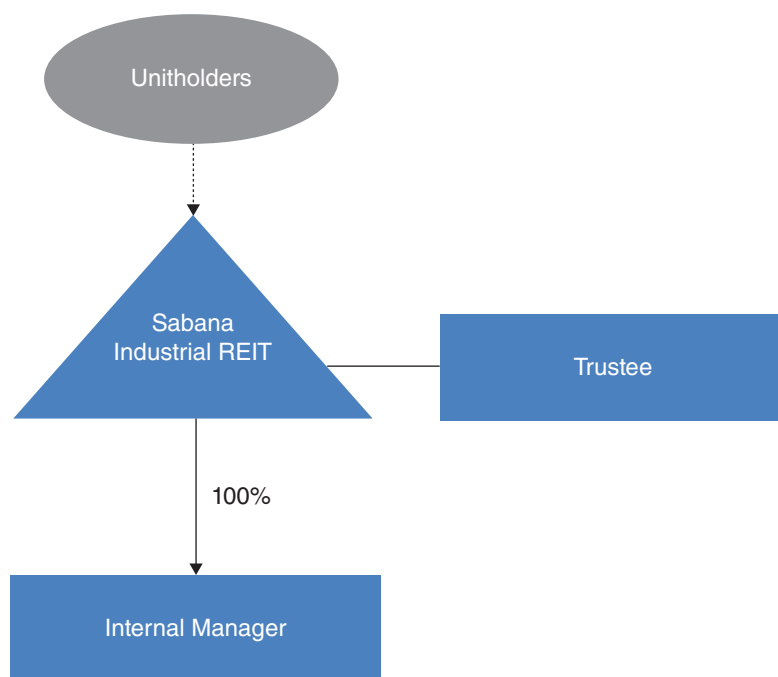 Unitholders
Sabana
Industrial REIT
Trustee
100%
Internal Manager